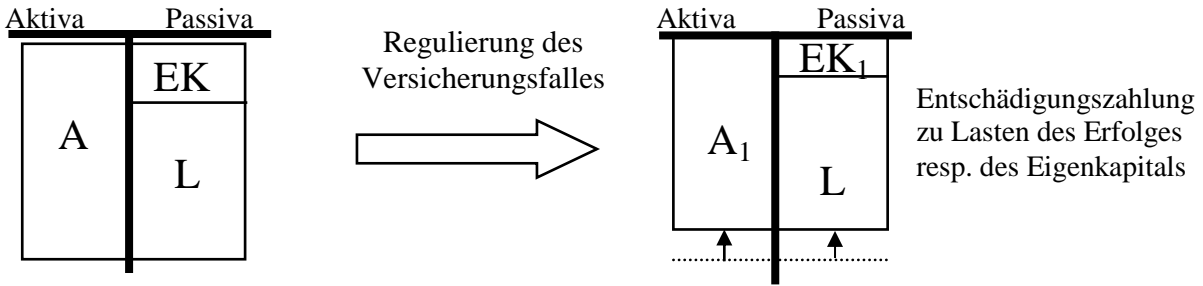 Aktiva Passiva
EK
A
L
Regulierung des
Versicherungsfalles
Aktiva Passiva
EK₁
A₁
L
Entschädigungszahlung
zu Lasten des Erfolges
resp. des Eigenkapitals